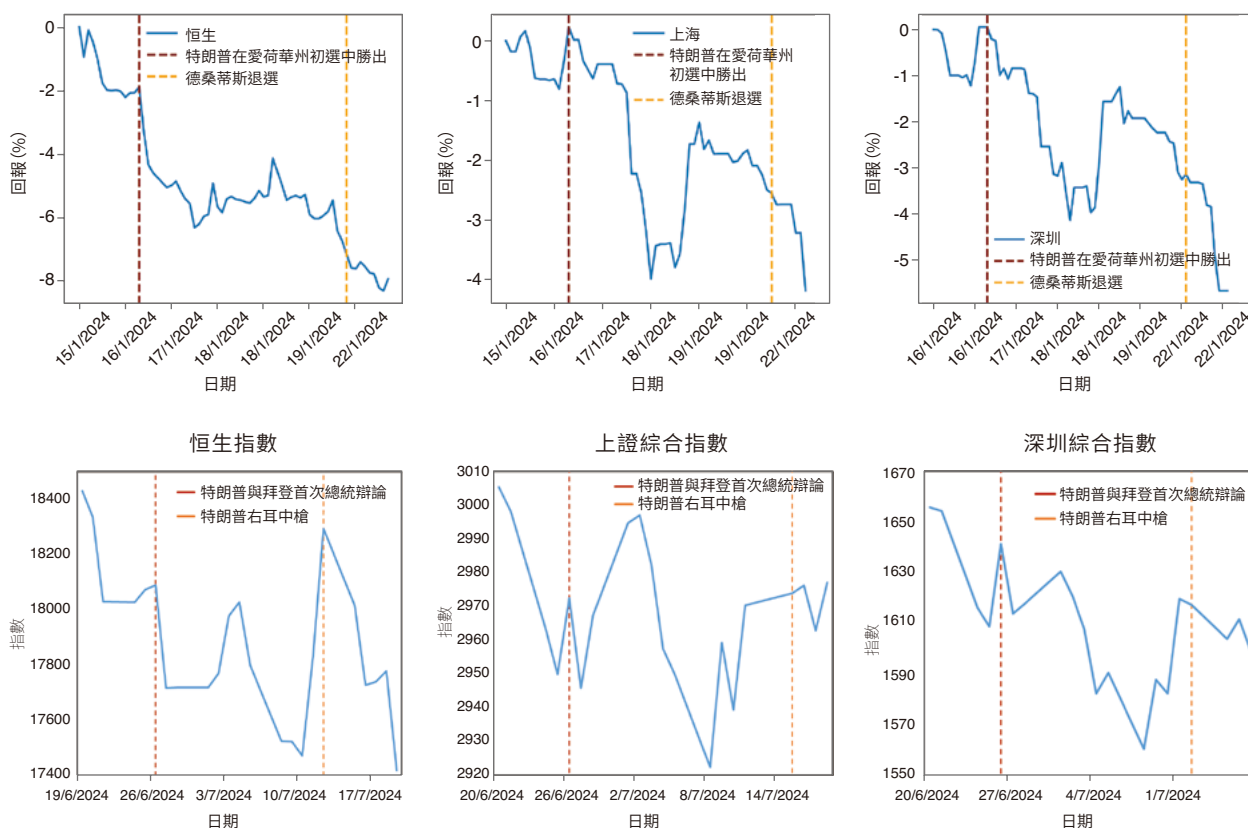 0
-2
-4
-6
-8
回報(%)
恒生
特朗普在愛荷華州初選中勝出
德桑蒂斯退選
15/1/2024
16/1/2024
17/1/2024
18/1/2024
18/1/2024
19/1/2024
22/1/2024
日期
0
-1
-2
-3
-4
回報(%)
上海
特朗普在愛荷華州
初選中勝出
德桑蒂斯退選
15/1/2024
16/1/2024
17/1/2024
18/1/2024
19/1/2024
22/1/2024
日期
0
-1
-2
-3
-4
-5
回報(%)
深圳
特朗普在愛荷華州初選中勝出
德桑蒂斯退選
16/1/2024
16/1/2024
17/1/2024
18/1/2024
19/1/2024
22/1/2024
22/1/2024
日期
恒生指數
18400
18200
18000
17800
17600
17400
指數
特朗普與拜登首次總統辯論
特朗普右耳中槍
19/6/2024
26/6/2024
3/7/2024
10/7/2024
17/7/2024
日期
上證綜合指數
3010
3000
2990
2980
2970
2960
2950
2940
2930
2920
指數
特朗普與拜登首次總統辯論
特朗普右耳中槍
20/6/2024
26/6/2024
2/7/2024
8/7/2024
14/7/2024
日期
深圳綜合指數
1670
1650
1630
1610
1590
1570
1550
指數
特朗普與拜登首次總統辯論
特朗普右耳中槍
20/6/2024
27/6/2024
4/7/2024
1/7/2024
日期